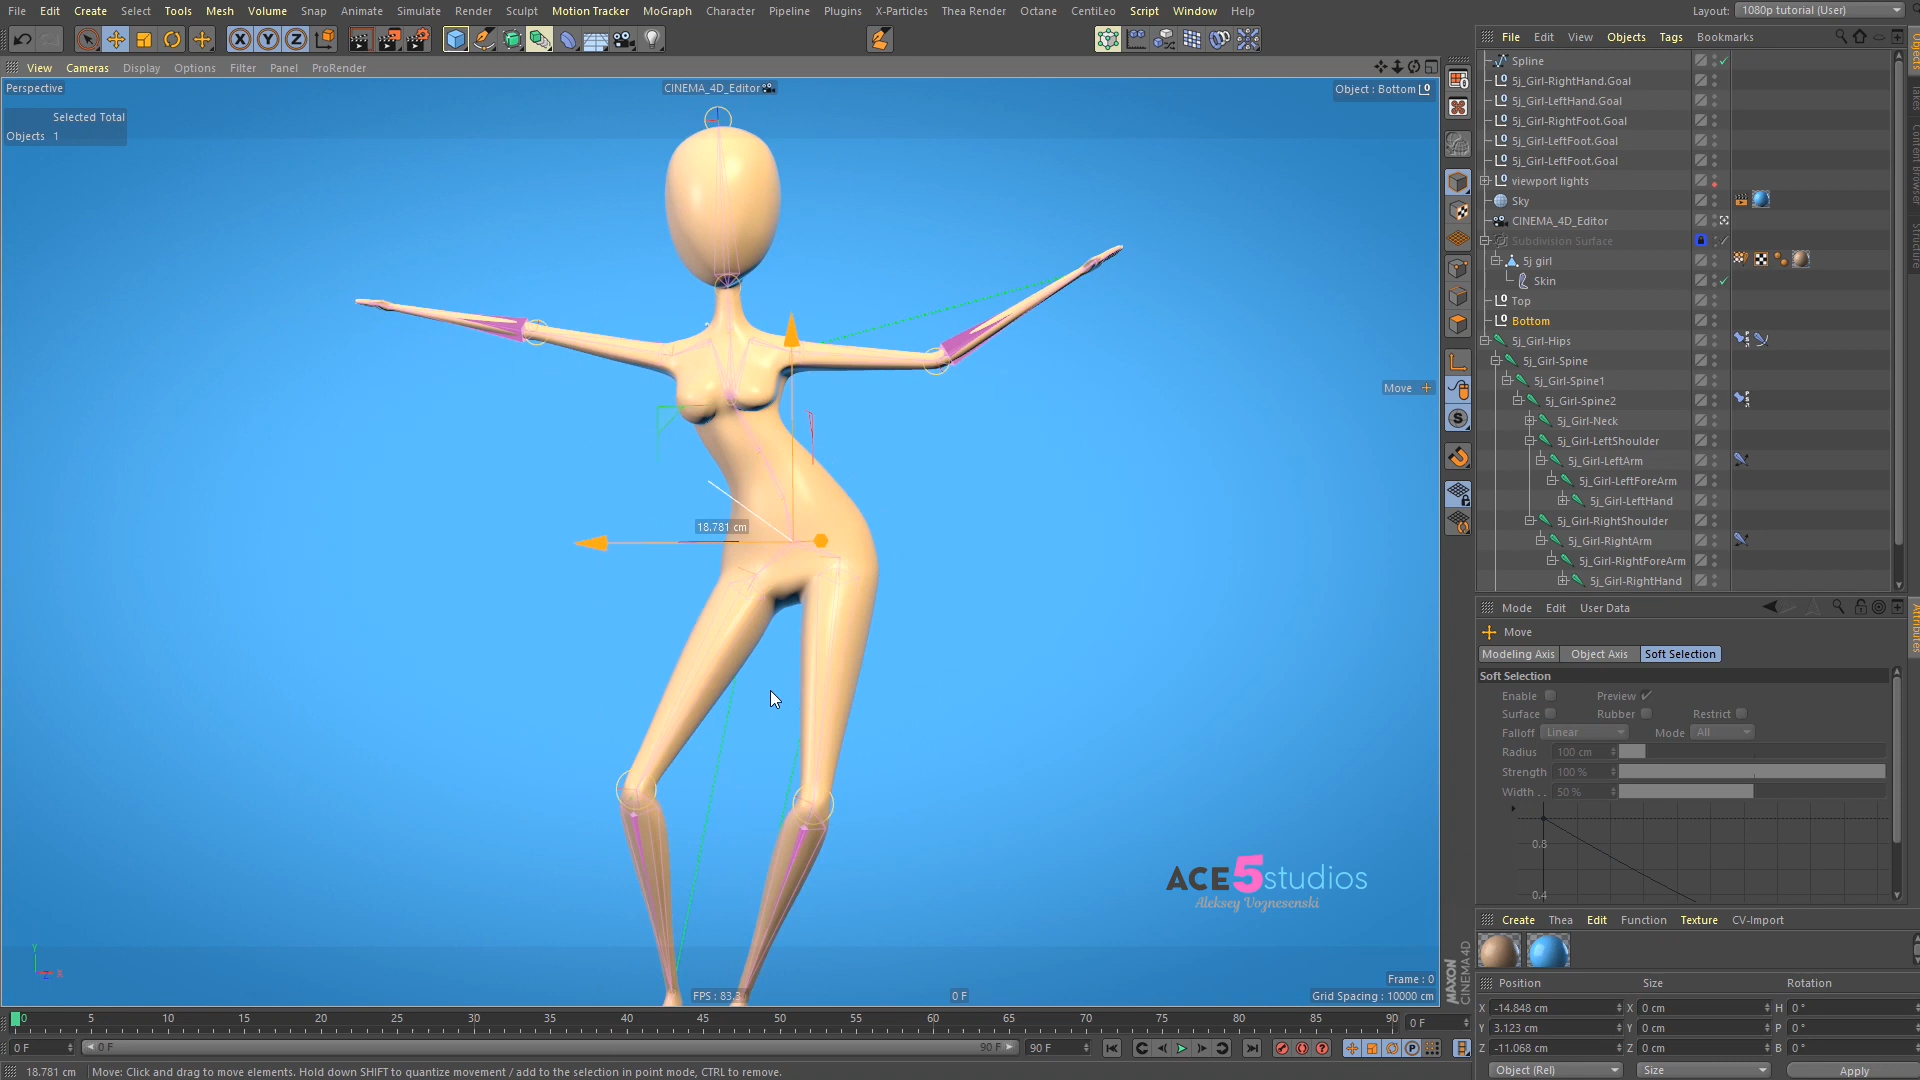 File Edit Create Select Tools Mesh Volume Snap Animate Simulate Render Sculpt Motion Tracker MoGraph Character Pipeline Plugins X-Particles Thea Render Octane CentiLeo Script Window Help
Layout: 1080p tutorial (User)
View Cameras Display Options Filter Panel ProRender
File Edit View Objects Tags Bookmarks
Perspective
CINEMA_4D_Editor
Object : Bottom
Selected Total
Objects 1
18.781 cm
Move
ACE5studios
Aleksey Voznesenski
FPS : 83.3
0 F
Frame : 0
Grid Spacing : 10000 cm
MAXON
CINEMA 4D
Spline
5j_Girl-RightHand.Goal
5j_Girl-LeftHand.Goal
5j_Girl-RightFoot.Goal
5j_Girl-LeftFoot.Goal
5j_Girl-LeftFoot.Goal
viewport lights
Sky
CINEMA_4D_Editor
Subdivision Surface
5j girl
Skin
Top
Bottom
5j_Girl-Hips
5j_Girl-Spine
5j_Girl-Spine1
5j_Girl-Spine2
5j_Girl-Neck
5j_Girl-LeftShoulder
5j_Girl-LeftArm
5j_Girl-LeftForeArm
5j_Girl-LeftHand
5j_Girl-RightShoulder
5j_Girl-RightArm
5j_Girl-RightForeArm
5j_Girl-RightHand
Objects
Takes
Content Browser
Structure
Attributes
Mode Edit User Data
Move
Modeling Axis Object Axis Soft Selection
Soft Selection
Enable Preview
Surface Rubber Restrict
Falloff Linear Mode All
Radius 100 cm
Strength 100 %
Width . . 50 %
0.8
0.4
Create Thea Edit Function Texture CV-Import
Position Size Rotation
X -14.848 cm X 0 cm H 0 °
Y 3.123 cm Y 0 cm P 0 °
Z -11.068 cm Z 0 cm B 0 °
Object (Rel) Size Apply
0 5 10 15 20 25 30 35 40 45 50 55 60 65 70 75 80 85 90 0 F
0 F 0 F 90 F 90 F
18.781 cm Move: Click and drag to move elements. Hold down SHIFT to quantize movement / add to the selection in point mode, CTRL to remove.